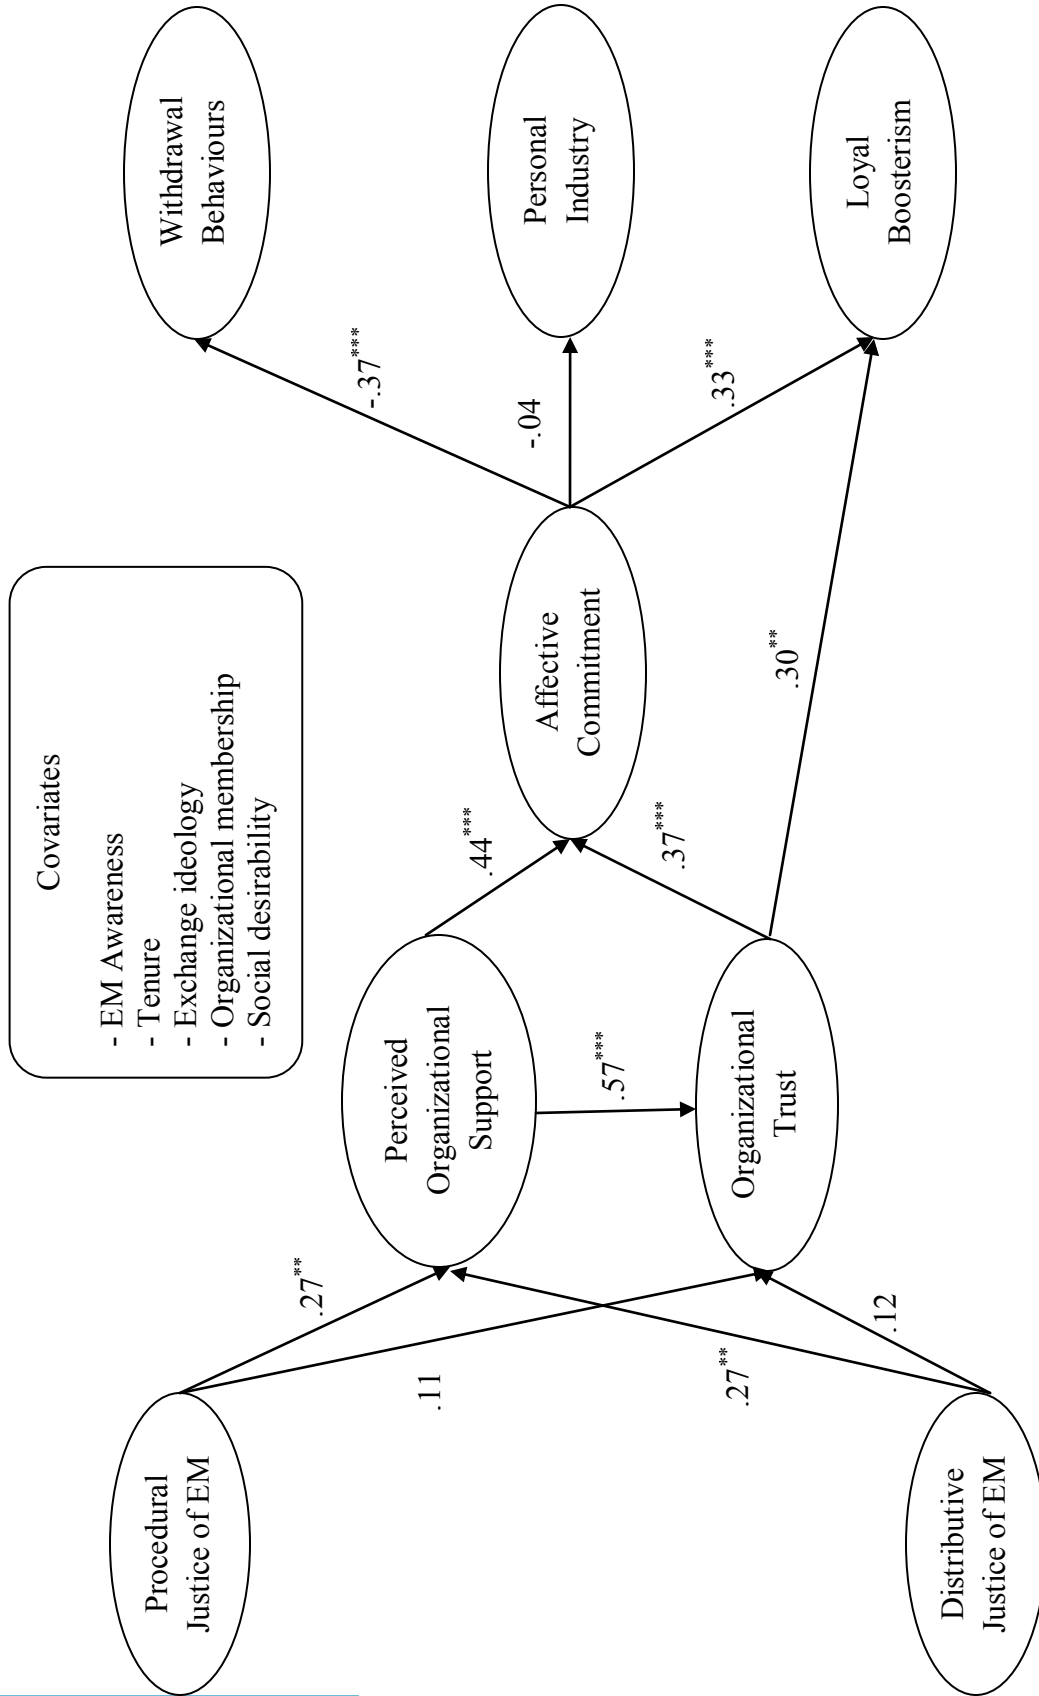 Covariates
- EM Awareness
- Tenure
- Exchange ideology
- Organizational membership
- Social desirability
Procedural
Justice of EM
Distributive
Justice of EM
.27**
.11
.27**
.12
Perceived
Organizational
Support
.57***
Organizational
Trust
.44***
.37***
Affective
Commitment
.30**
-.37***
-.04
.33***
Withdrawal
Behaviours
Personal
Industry
Loyal
Boosterism